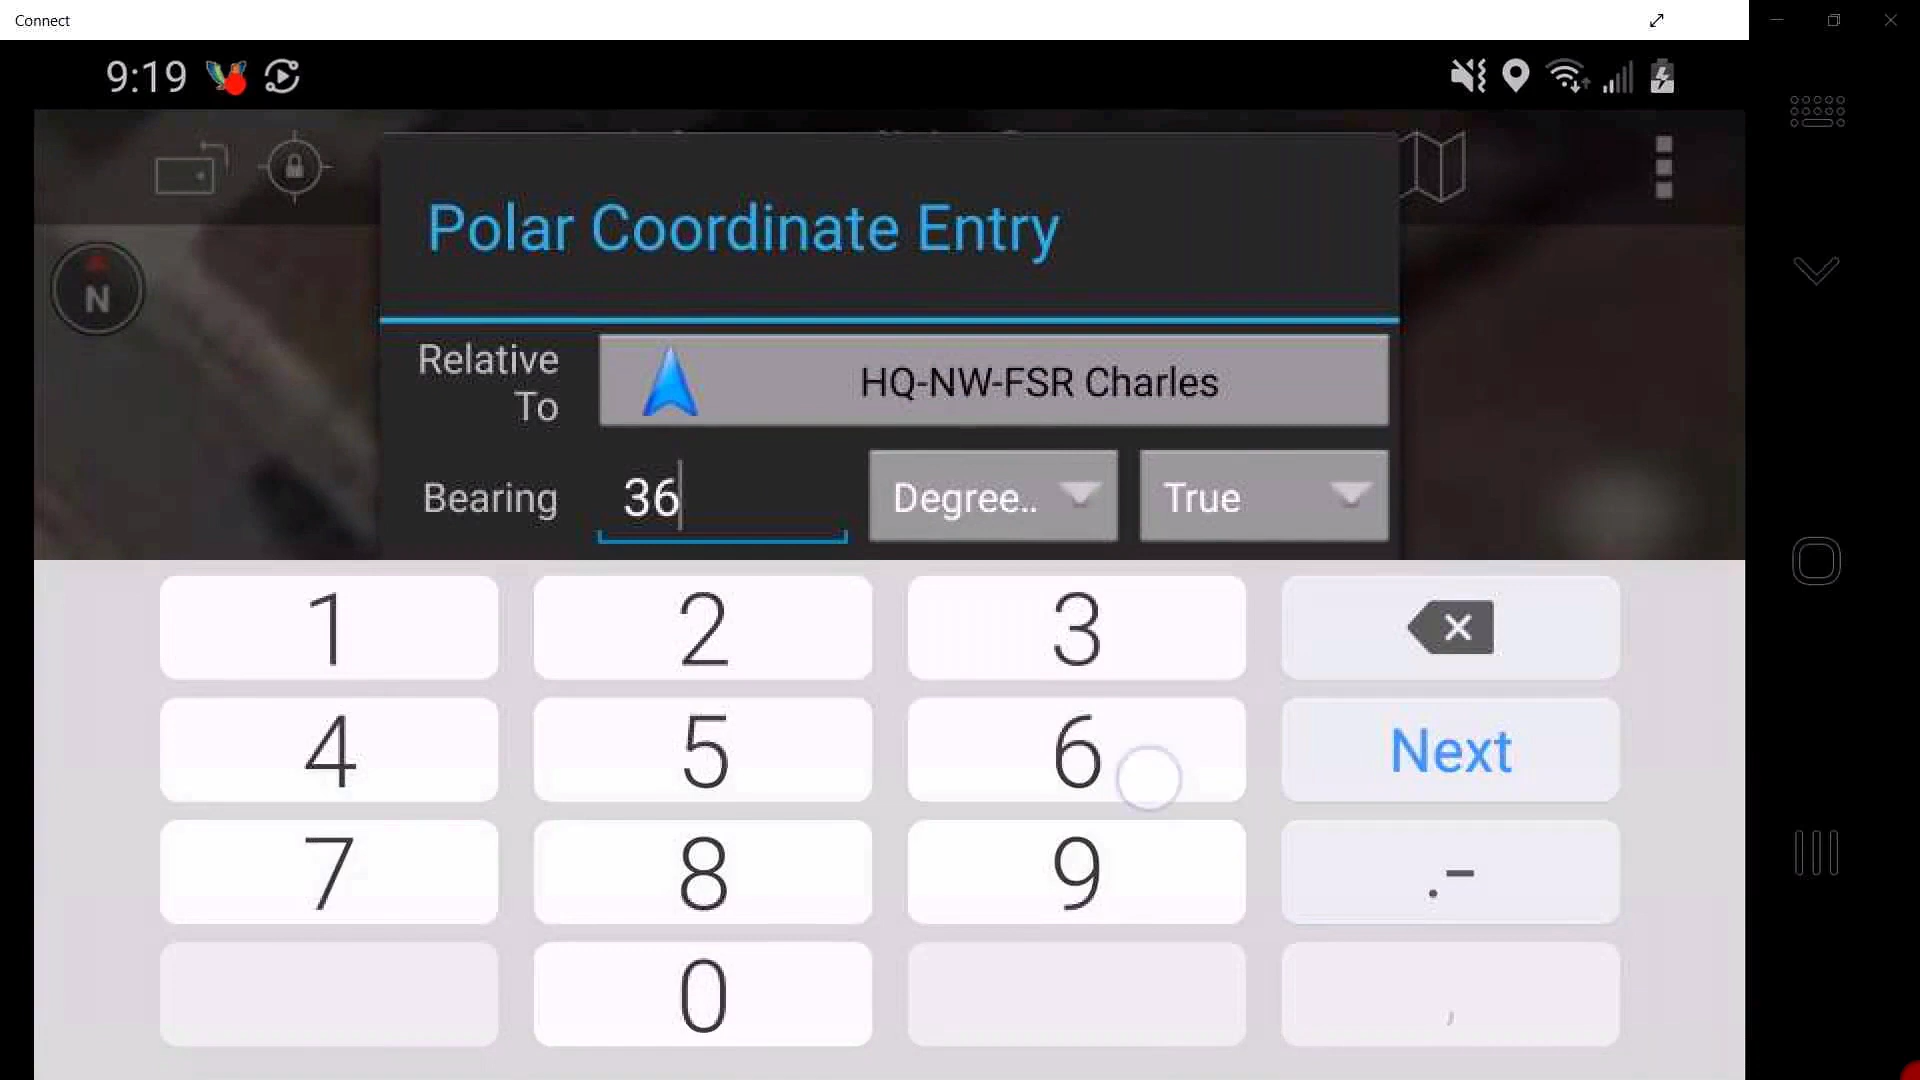 Connect
9:19
N
Polar Coordinate Entry
Relative
To
HQ-NW-FSR Charles
Bearing
36
Degree..
True
1
2
3
4
5
6
Next
7
8
9
.-
0
,